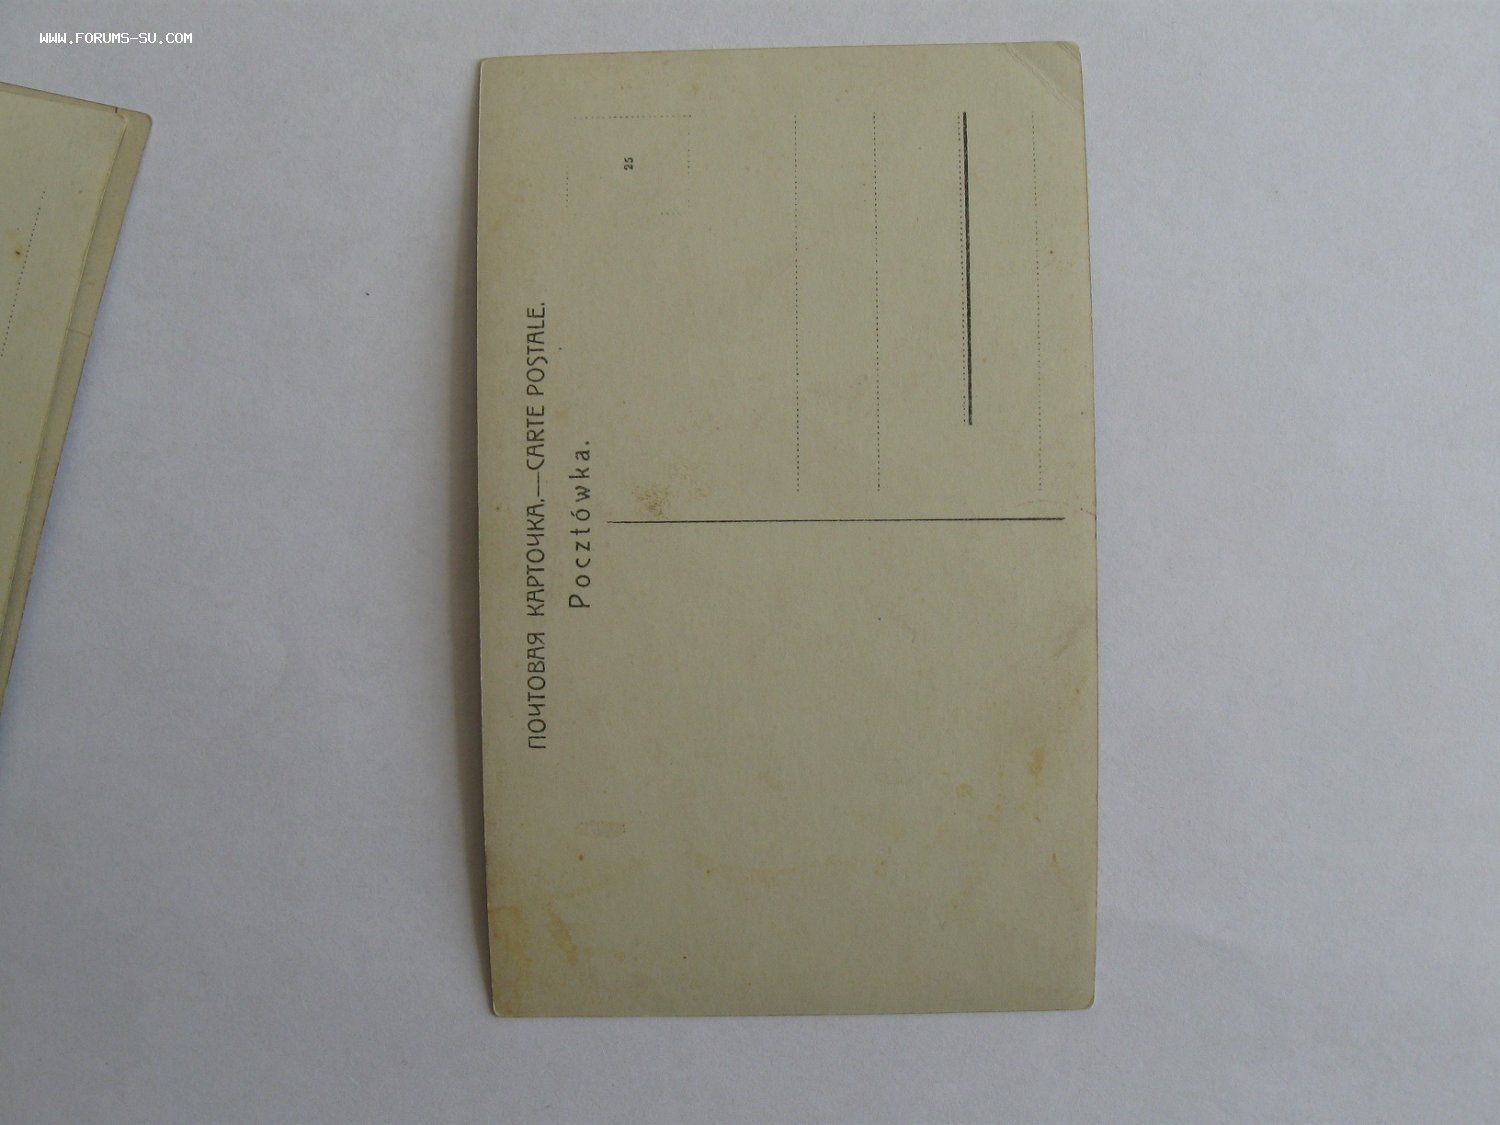 WWW.FORUMS-SU.COM
ПОЧТОВАЯ КАРТОЧКА.—CARTE POSTALE.
Pocztówka.
25